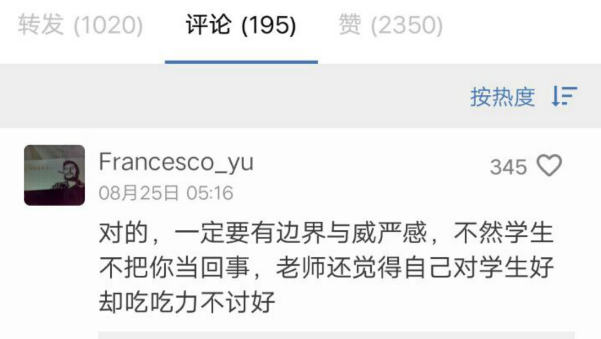 转发 (1020) 评论 (195) 赞 (2350)
按热度
Francesco_yu
345
08月25日 05:16
对的，一定要有边界与威严感，不然学生
不把你当回事，老师还觉得自己对学生好
却吃吃力不讨好